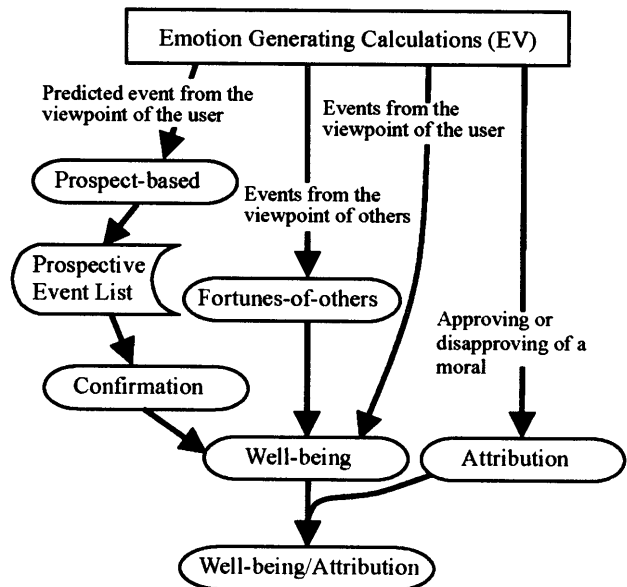 Emotion Generating Calculations (EV)
Predicted event from the
viewpoint of the user
Events from the
viewpoint of the user
Prospect-based
Events from the
viewpoint of others
Prospective
Event List
Fortunes-of-others
Approving or
disapproving of a
moral
Confirmation
Well-being
Attribution
Well-being/Attribution